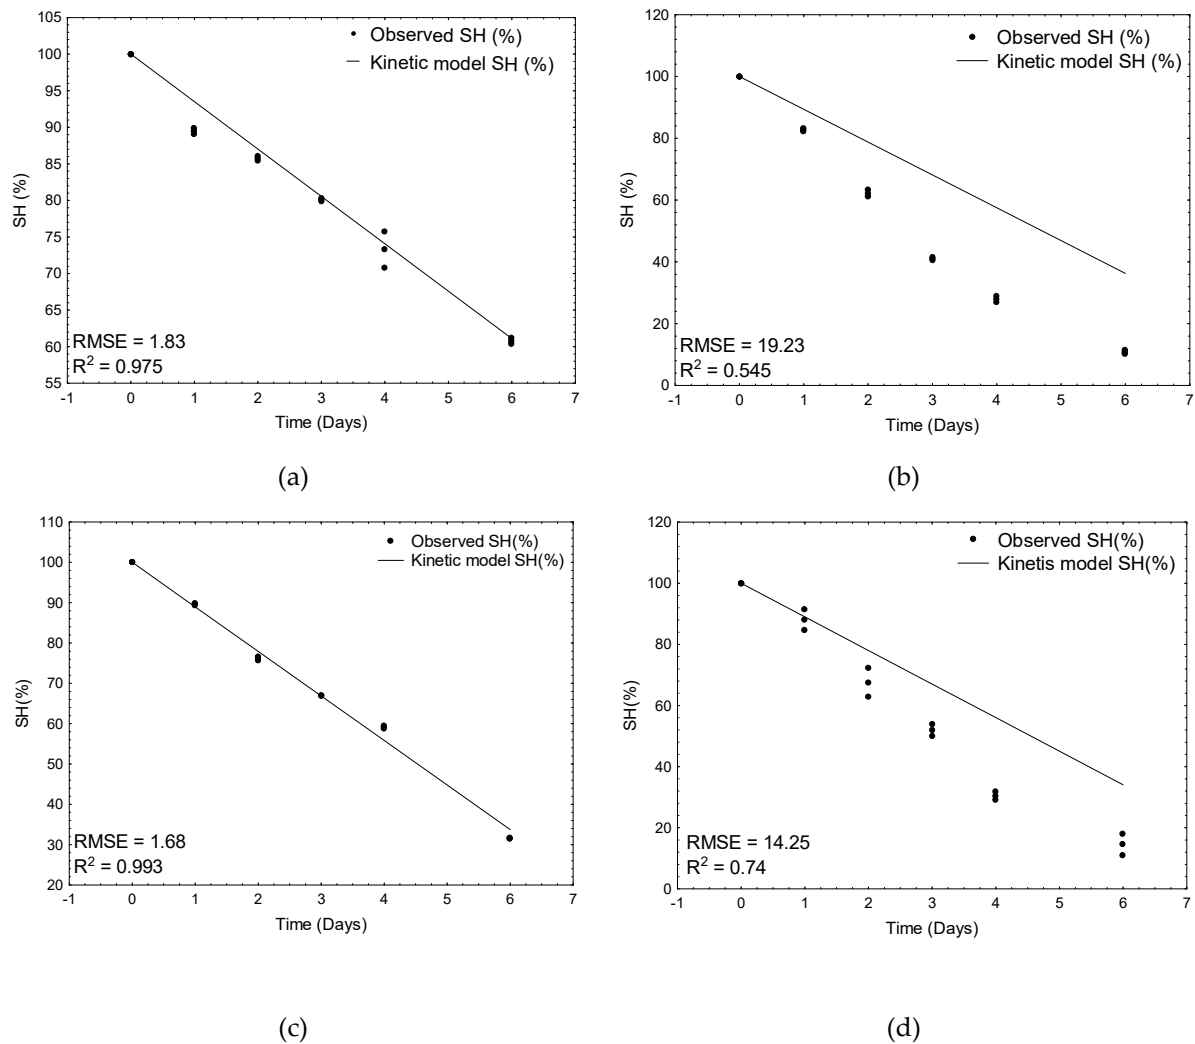 105
100
95
90
85
80
75
70
65
60
55
SH (%)
Observed SH (%)
Kinetic model SH (%)
RMSE = 1.83
R² = 0.975
-1 0 1 2 3 4 5 6 7
Time (Days)
(a)
120
100
80
60
40
20
0
SH (%)
Observed SH (%)
Kinetic model SH (%)
RMSE = 19.23
R² = 0.545
-1 0 1 2 3 4 5 6 7
Time (Days)
(b)
110
100
90
80
70
60
50
40
30
20
SH(%)
Observed SH(%)
Kinetic model SH(%)
RMSE = 1.68
R² = 0.993
-1 0 1 2 3 4 5 6 7
Time (Days)
(c)
120
100
80
60
40
20
0
SH(%)
Observed SH(%)
Kinetis model SH(%)
RMSE = 14.25
R² = 0.74
-1 0 1 2 3 4 5 6 7
Time (Days)
(d)